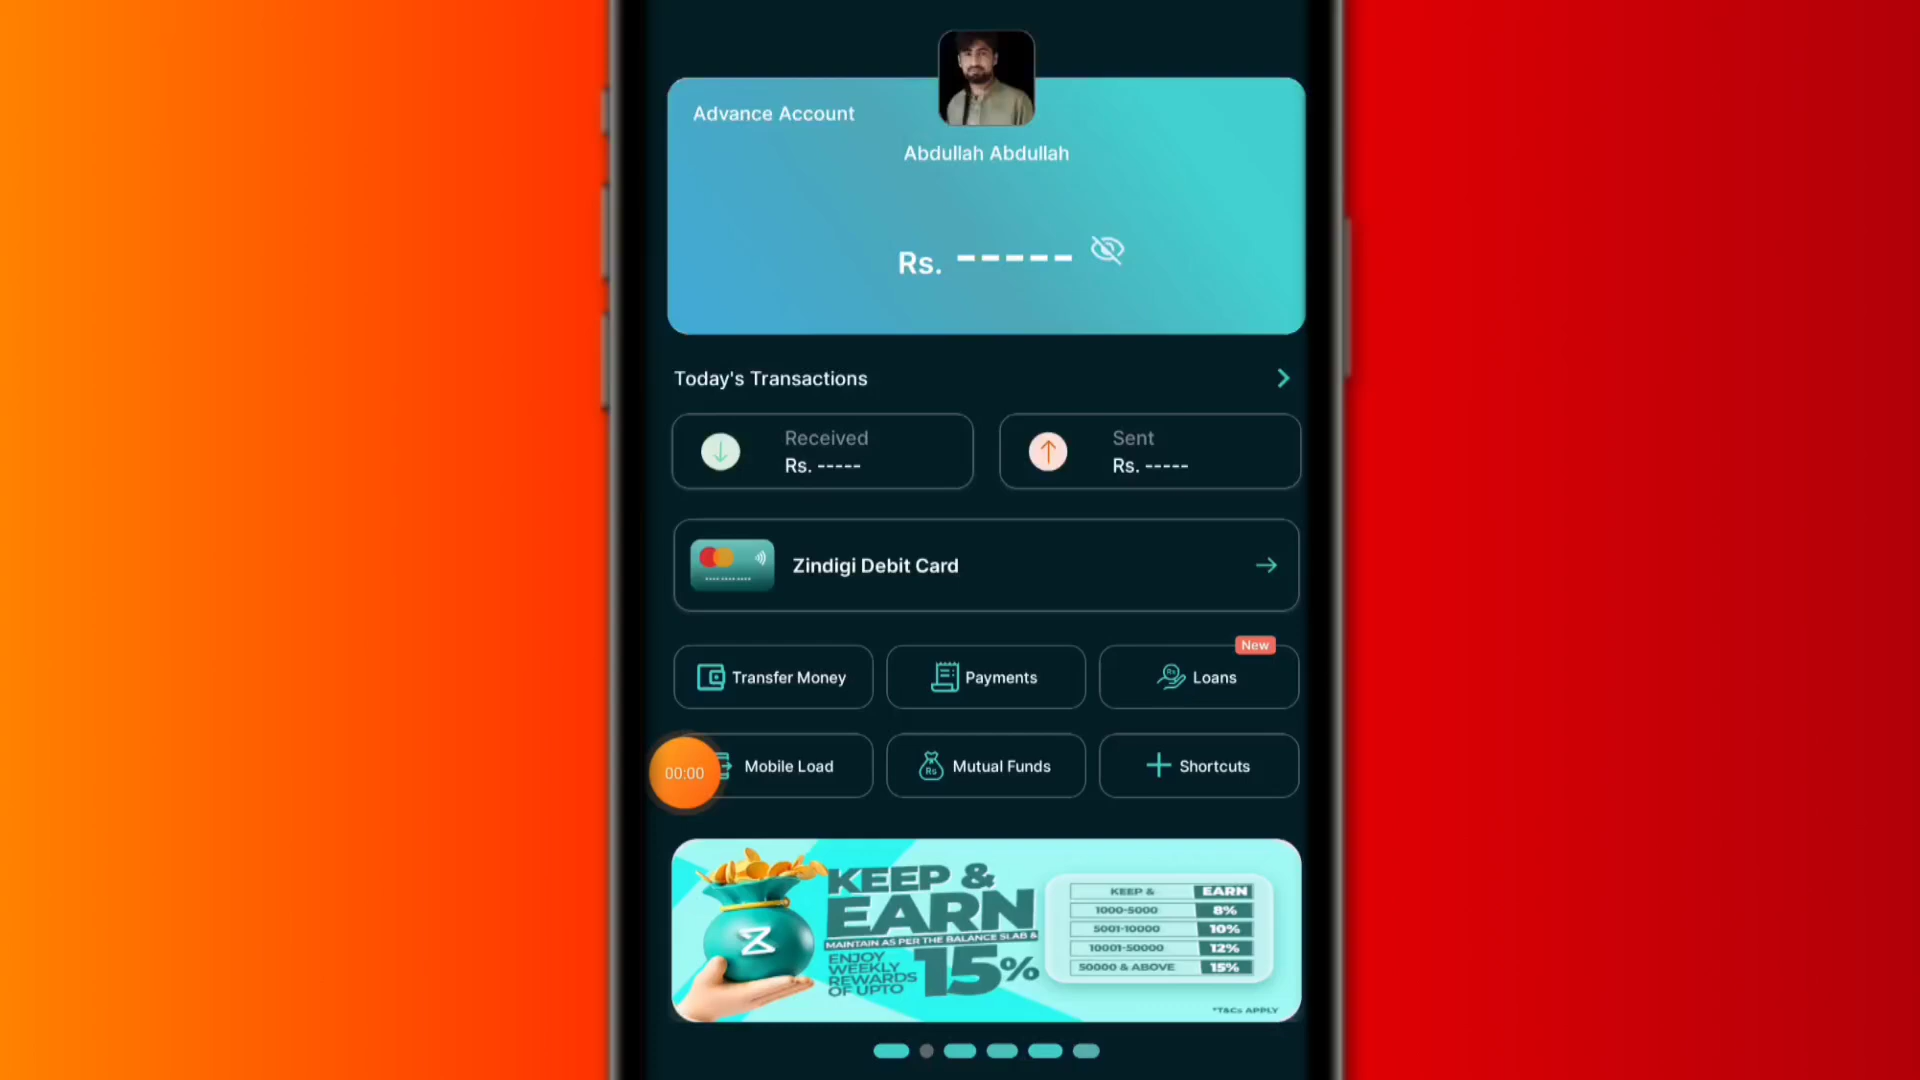 Advance Account
Abdullah Abdullah
Rs. -----
Today's Transactions
Received
Rs. -----
Sent
Rs. -----
Zindigi Debit Card
New
Transfer Money
Payments
Loans
00:00
Mobile Load
Mutual Funds
Shortcuts
KEEP &
EARN
MAINTAIN AS PER THE BALANCE SLAB &
ENJOY
WEEKLY
REWARDS
OF UPTO
15%
KEEP & EARN
1000-5000 8%
5001-10000 10%
10001-50000 12%
50000 & ABOVE 15%
*T&Cs APPLY